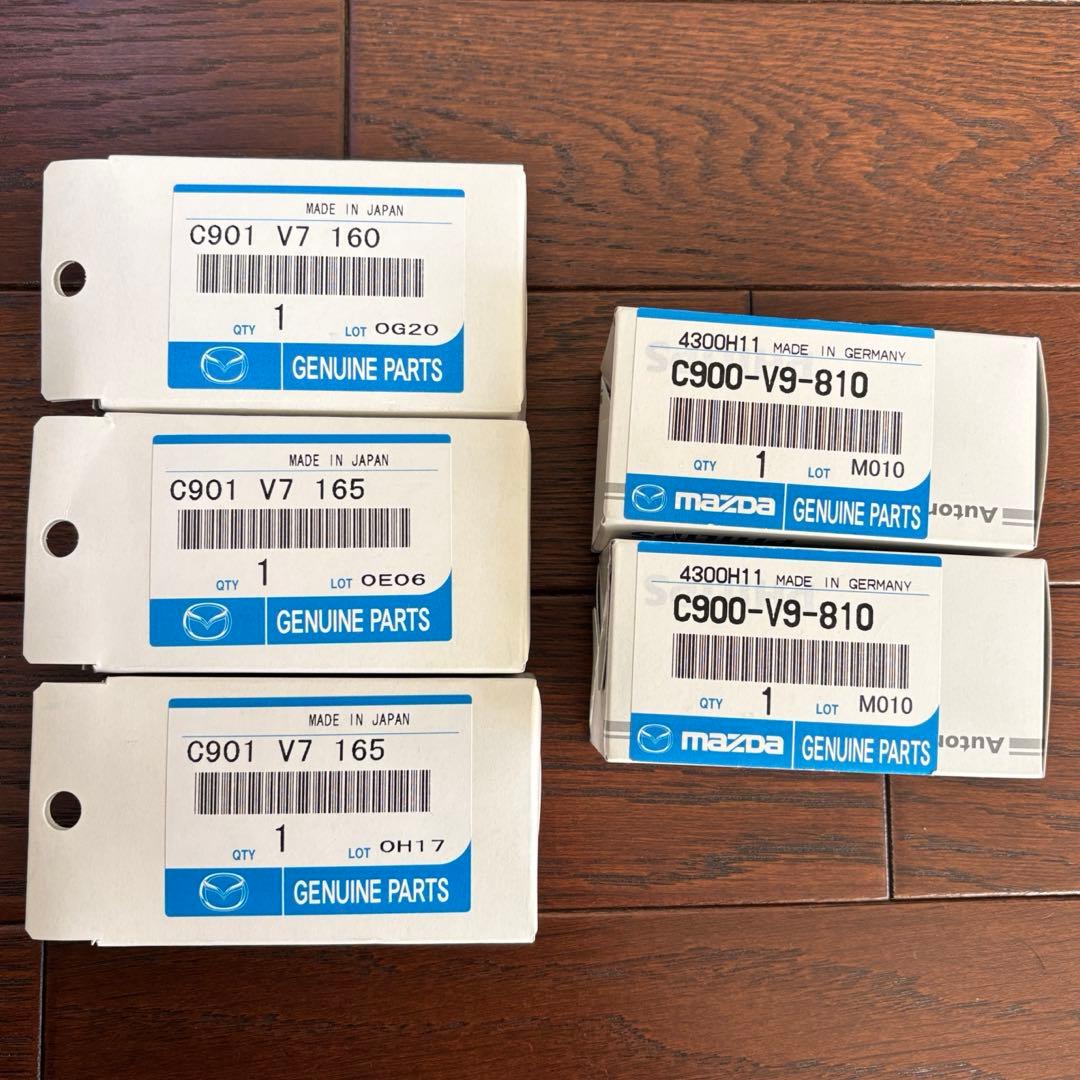 MADE IN JAPAN
C901 V7 160
QTY 1 LOT 0G20
GENUINE PARTS
MADE IN JAPAN
C901 V7 165
QTY 1 LOT 0E06
GENUINE PARTS
MADE IN JAPAN
C901 V7 165
QTY 1 LOT 0H17
GENUINE PARTS
4300H11 MADE IN GERMANY
C900-V9-810
QTY 1 LOT M010
mazda GENUINE PARTS
Autom
4300H11 MADE IN GERMANY
C900-V9-810
QTY 1 LOT M010
mazda GENUINE PARTS
Autom